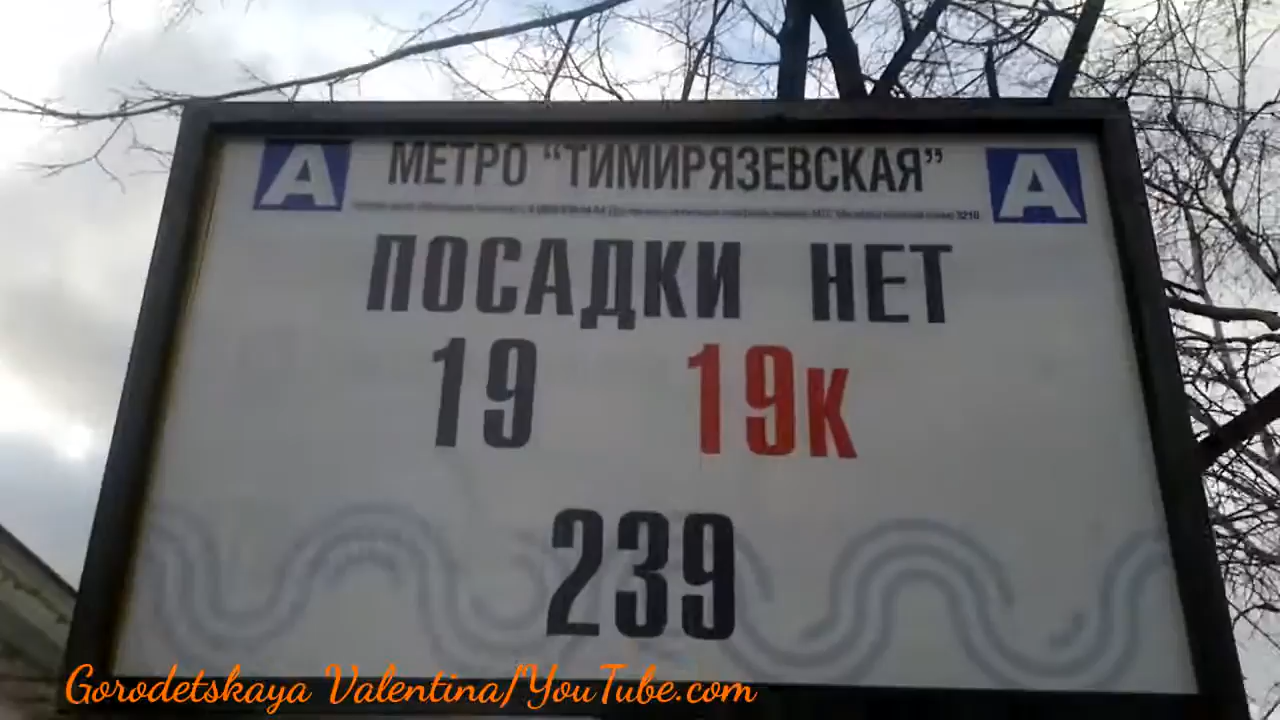 А МЕТРО “ТИМИРЯЗЕВСКАЯ” А
ПОСАДКИ НЕТ
19 19к
239
Gorodetskaya Valentina/YouTube.com